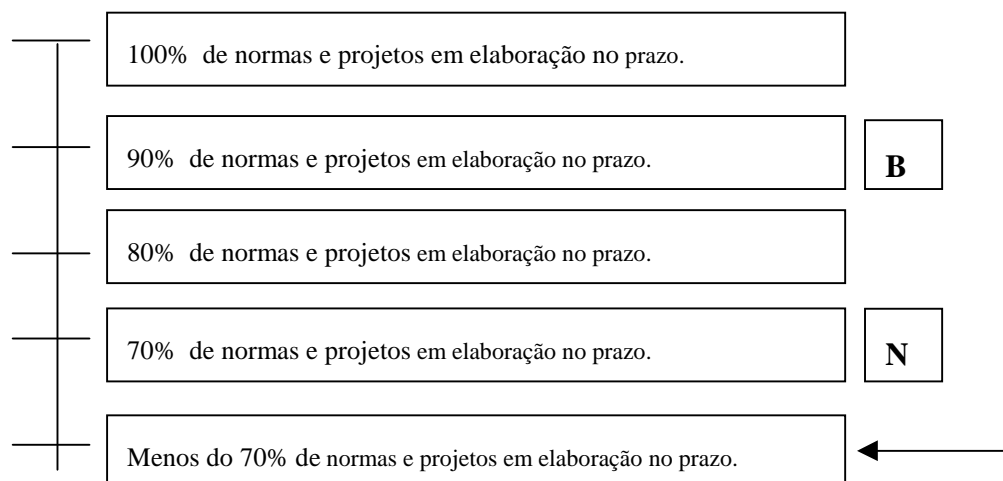 100% de normas e projetos em elaboração no prazo.
90% de normas e projetos em elaboração no prazo.
B
80% de normas e projetos em elaboração no prazo.
70% de normas e projetos em elaboração no prazo.
N
Menos do 70% de normas e projetos em elaboração no prazo.